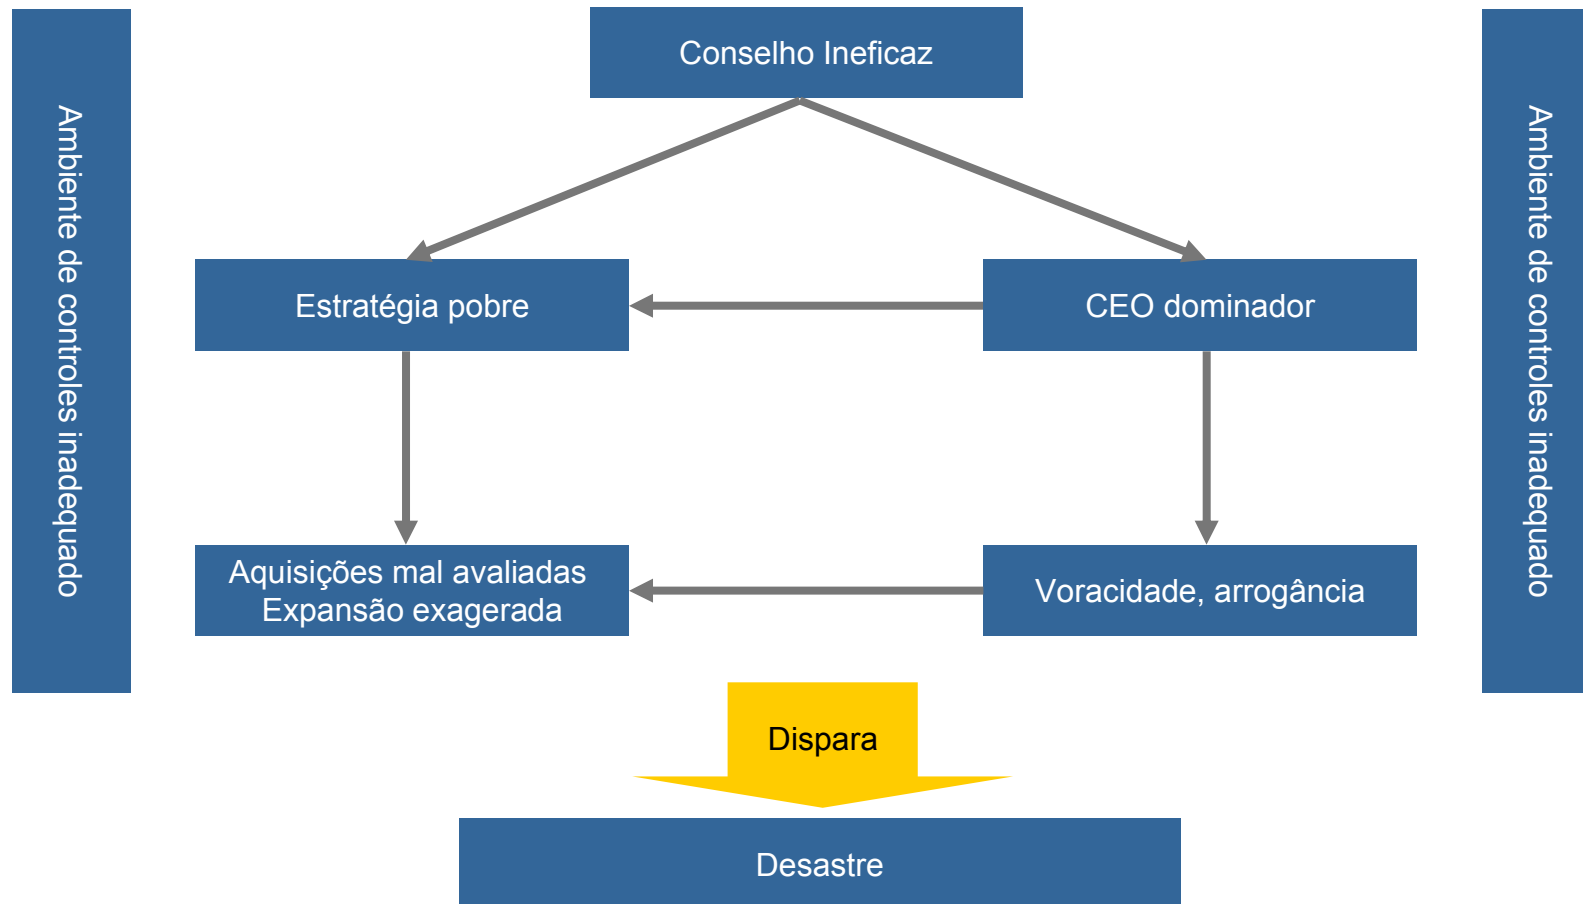 Conselho Ineficaz
Ambiente de controles inadequado
Ambiente de controles inadequado
Estratégia pobre
CEO dominador
Aquisições mal avaliadas
Expansão exagerada
Voracidade, arrogância
Dispara
Desastre